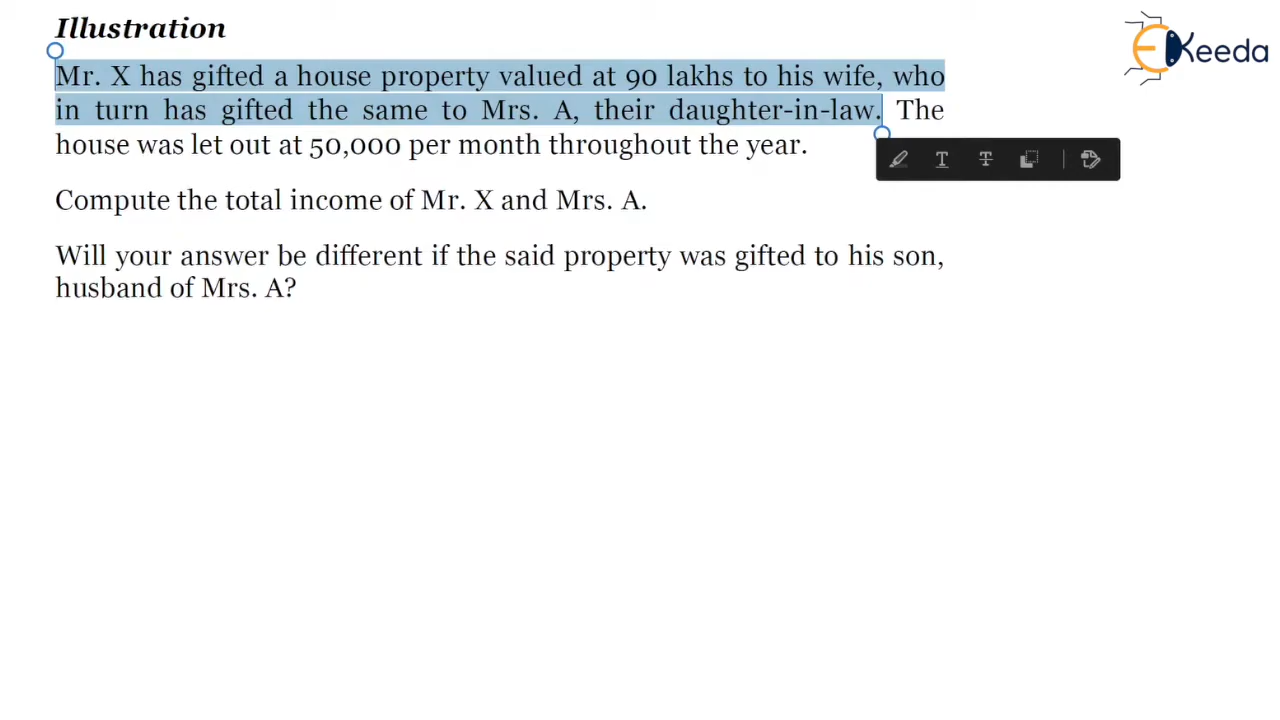 Illustration
Mr. X has gifted a house property valued at 90 lakhs to his wife, who
in turn has gifted the same to Mrs. A, their daughter-in-law. The
house was let out at 50,000 per month throughout the year.
Compute the total income of Mr. X and Mrs. A.
Will your answer be different if the said property was gifted to his son,
husband of Mrs. A?
EKeeda